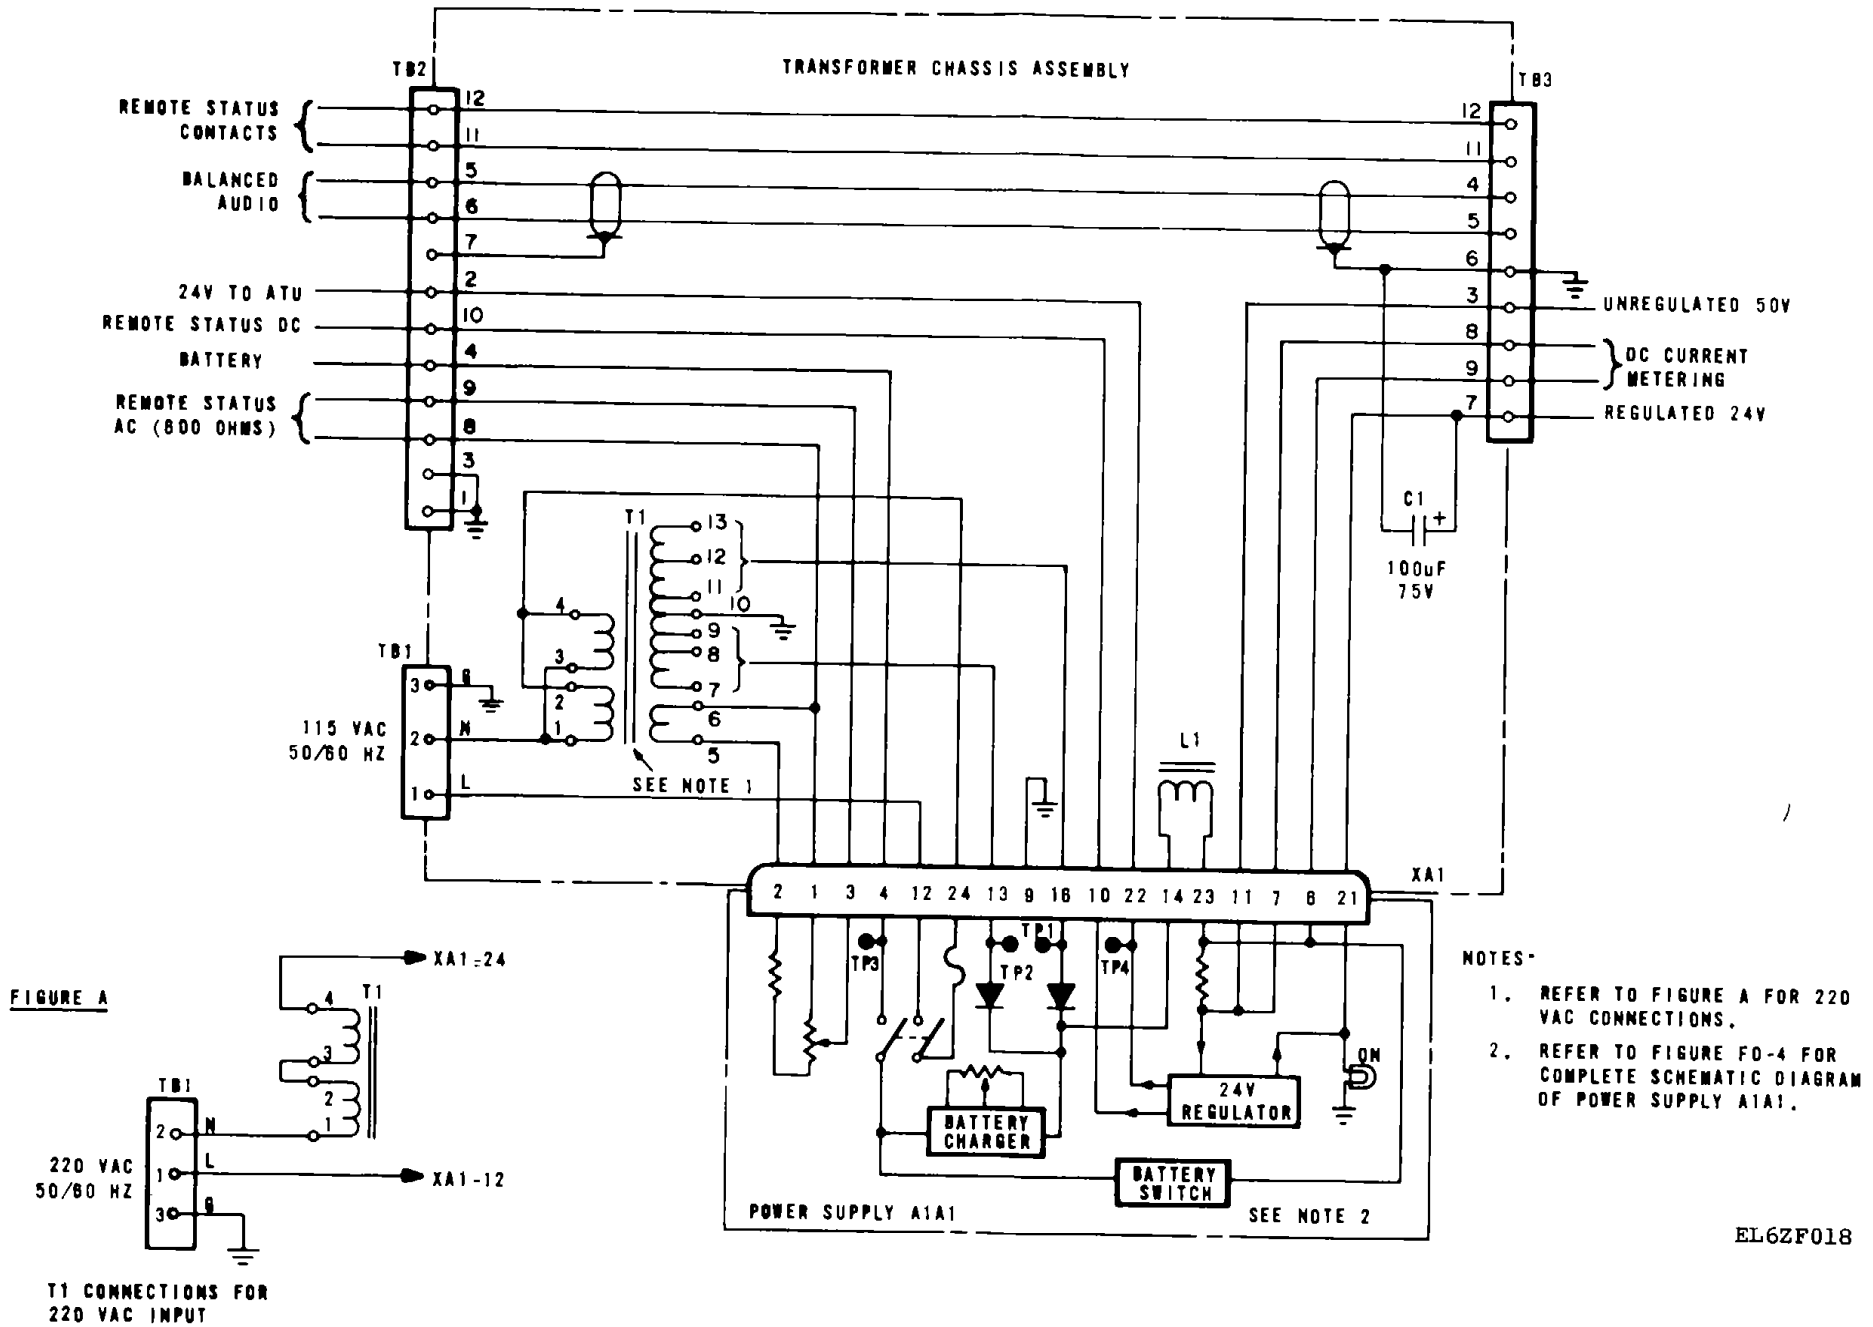 TRANSFORMER CHASSIS ASSEMBLY
TB2
REMOTE STATUS
CONTACTS
BALANCED
AUDIO
24V TO ATU
REMOTE STATUS DC
BATTERY
REMOTE STATUS
AC (600 OHMS)
12
11
5
6
7
2
10
4
9
8
3
1
TB3
12
11
4
5
6
3
8
9
7
UNREGULATED 50V
DC CURRENT
METERING
REGULATED 24V
C1
+
100uF
75V
T1
13
12
11
10
9
8
7
6
5
4
3
2
1
SEE NOTE 1
TB1
3 G
2 N
1 L
115 VAC
50/60 HZ
L1
XA1
2 1 3 4 12 24 13 9 16 10 22 14 23 11 7 8 21
TP3
TP2
TP1
TP4
ON
24V
REGULATOR
BATTERY
CHARGER
BATTERY
SWITCH
POWER SUPPLY A1A1
SEE NOTE 2
NOTES-
1. REFER TO FIGURE A FOR 220
VAC CONNECTIONS.
2. REFER TO FIGURE FO-4 FOR
COMPLETE SCHEMATIC DIAGRAM
OF POWER SUPPLY A1A1.
FIGURE A
XA1-24
T1
4
3
2
1
TB1
2 N
1 L
3 G
220 VAC
50/60 HZ
XA1-12
T1 CONNECTIONS FOR
220 VAC INPUT
EL6ZF018